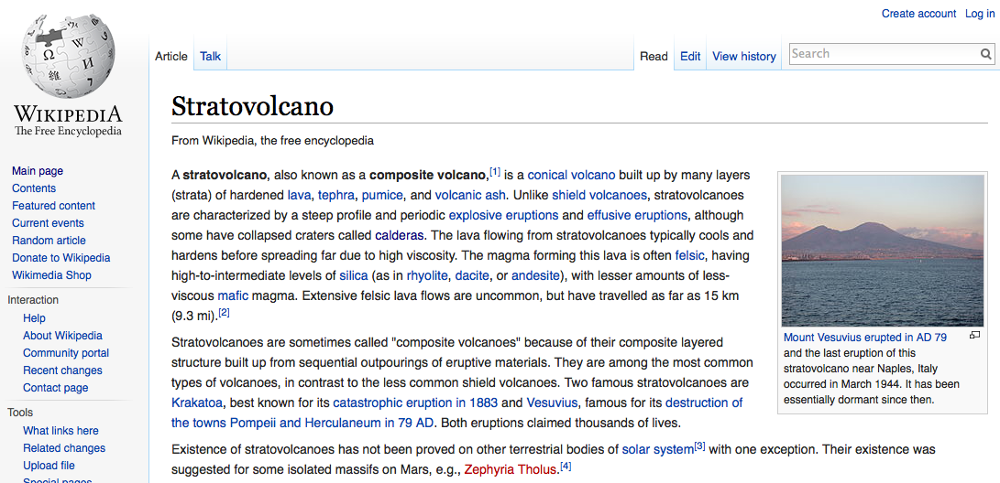 Create account Log in
Article Talk Read Edit View history Search
WIKIPEDIA
The Free Encyclopedia
Main page
Contents
Featured content
Current events
Random article
Donate to Wikipedia
Wikimedia Shop
Interaction
Help
About Wikipedia
Community portal
Recent changes
Contact page
Tools
What links here
Related changes
Upload file
Special pages
Stratovolcano
From Wikipedia, the free encyclopedia
A stratovolcano, also known as a composite volcano,[1] is a conical volcano built up by many layers
(strata) of hardened lava, tephra, pumice, and volcanic ash. Unlike shield volcanoes, stratovolcanoes
are characterized by a steep profile and periodic explosive eruptions and effusive eruptions, although
some have collapsed craters called calderas. The lava flowing from stratovolcanoes typically cools and
hardens before spreading far due to high viscosity. The magma forming this lava is often felsic, having
high-to-intermediate levels of silica (as in rhyolite, dacite, or andesite), with lesser amounts of less-
viscous mafic magma. Extensive felsic lava flows are uncommon, but have travelled as far as 15 km
(9.3 mi).[2]
Stratovolcanoes are sometimes called "composite volcanoes" because of their composite layered
structure built up from sequential outpourings of eruptive materials. They are among the most common
types of volcanoes, in contrast to the less common shield volcanoes. Two famous stratovolcanoes are
Krakatoa, best known for its catastrophic eruption in 1883 and Vesuvius, famous for its destruction of
the towns Pompeii and Herculaneum in 79 AD. Both eruptions claimed thousands of lives.
Existence of stratovolcanoes has not been proved on other terrestrial bodies of solar system[3] with one exception. Their existence was
suggested for some isolated massifs on Mars, e.g., Zephyria Tholus.[4]
Mount Vesuvius erupted in AD 79
and the last eruption of this
stratovolcano near Naples, Italy
occurred in March 1944. It has been
essentially dormant since then.